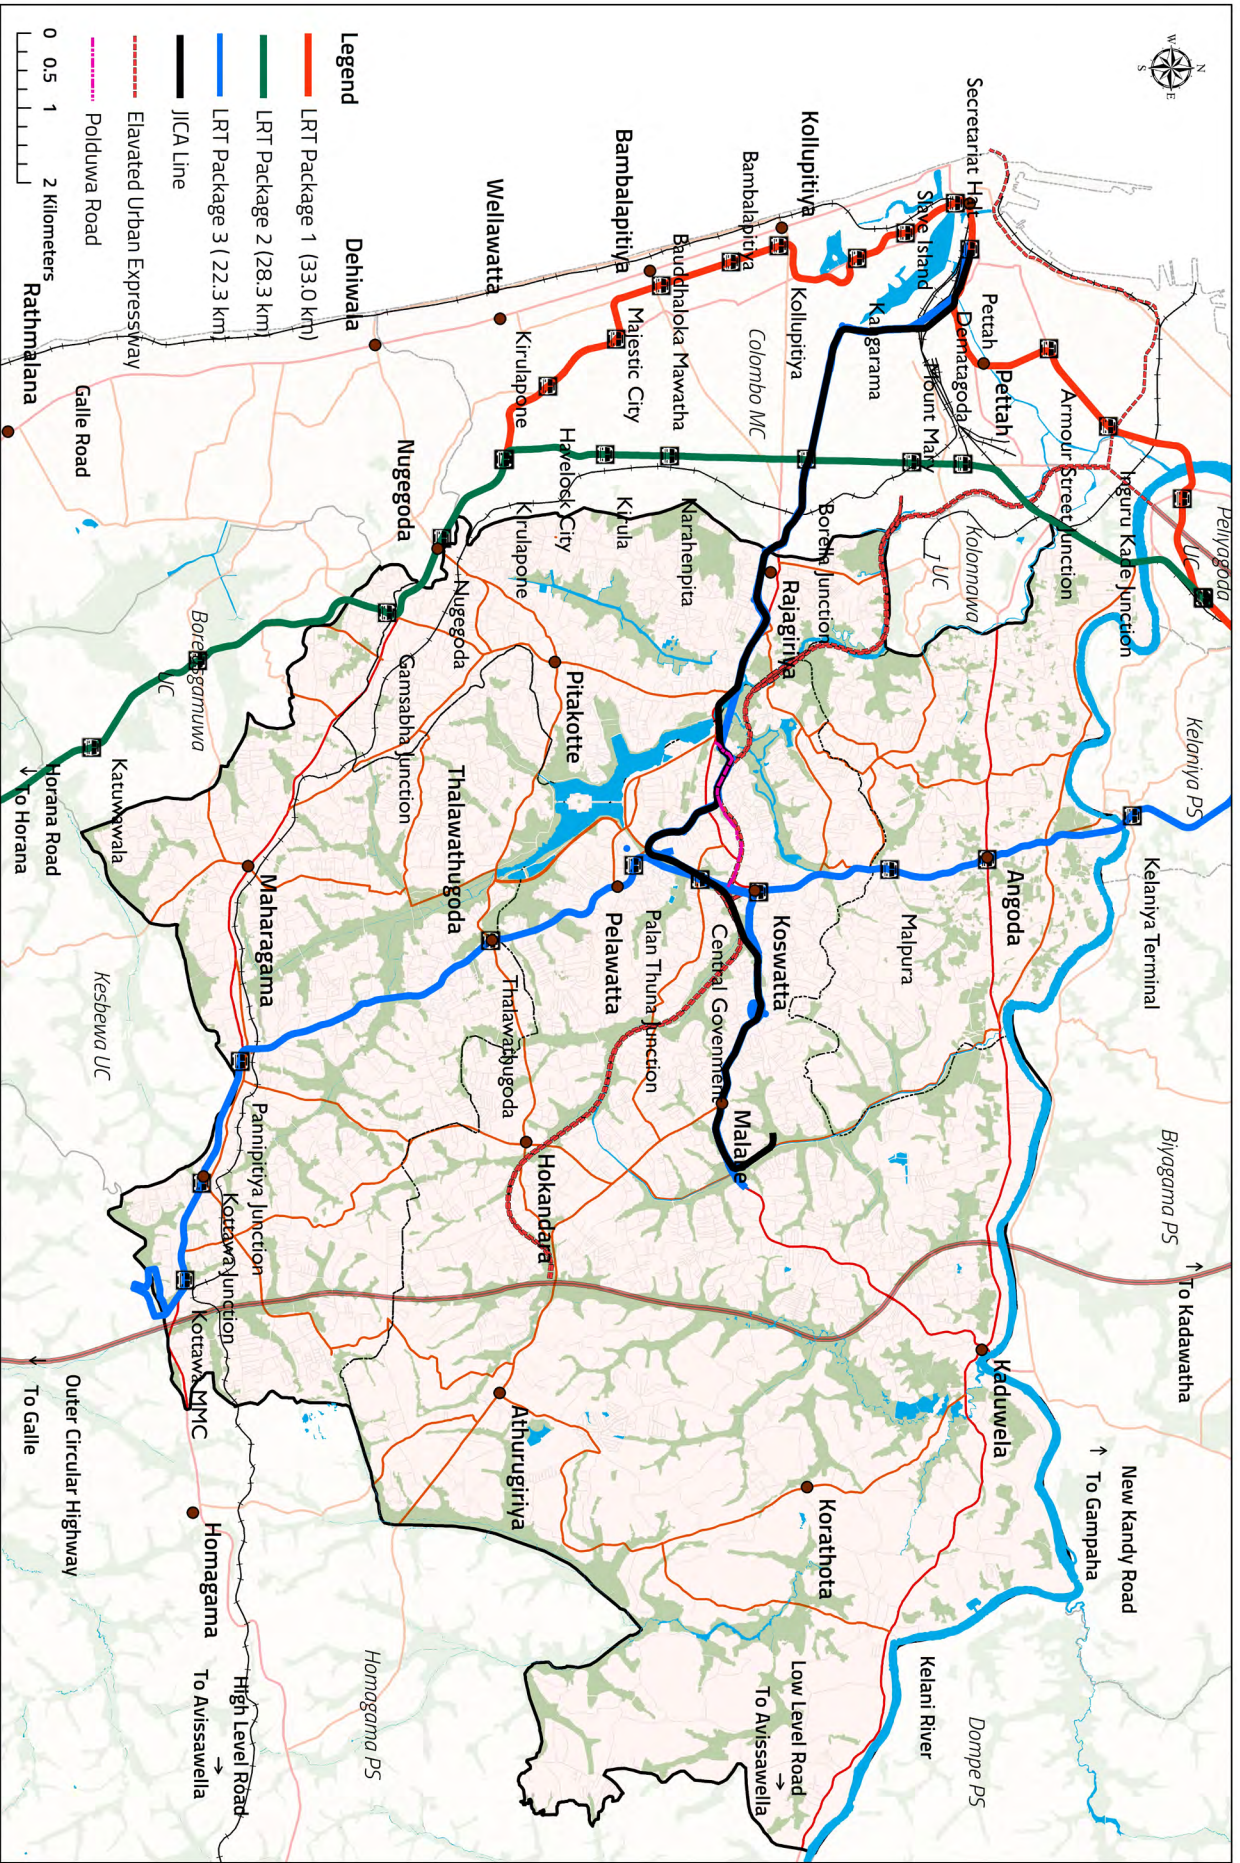 N
W
E
S
Legend
LRT Package 1 (33.0 km)
LRT Package 2 (28.3 km)
LRT Package 3 ( 22.3 km)
JICA Line
Elavated Urban Expressway
Polduwa Road
0 0.5 1 2 Kilometers
Peliyagoda
UC
Kelaniya PS
Biyagama PS
To Kadawatha
New Kandy Road
To Gampaha
Inguru Kade Junction
Kelaniya Terminal
Armour Street Junction
Secretariat Halt
Pettah
Pettah
Dematagoda
Mount Mary
Kolonnawa
UC
Angoda
Malpura
Kaduwela
Dompe PS
Kelani River
Slave Island
Kangarama
Kollupitiya
Kollupitiya
Borella Junction
Rajagiriya
Koswatta
Central Govenment
Malabe
Korathota
Low Level Road
To Avissawella
Bambalapitiya
Colombo MC
Baudhaloka Mawatha
Narahenpita
Palan Thuna Junction
Bambalapitiya
Majestic City
Kirula
Pelawatta
Havelock City
Pitakotte
Wellawatta
Kirulapone
Kirulapone
Thalawathugoda
Thalawathugoda
Hokandara
Athurugiriya
Nugegoda
Nugegoda
Gamsabha Junction
Dehiwala
Homagama PS
Maharagama
Pannipitiya Junction
Kottawa Junction
Kottawa MMC
Homagama
High Level Road
To Avissawella
UC
Kesbewa UC
Katuwawala
Galle Road
Rathmalana
Horana Road
To Horana
Outer Circular Highway
To Galle